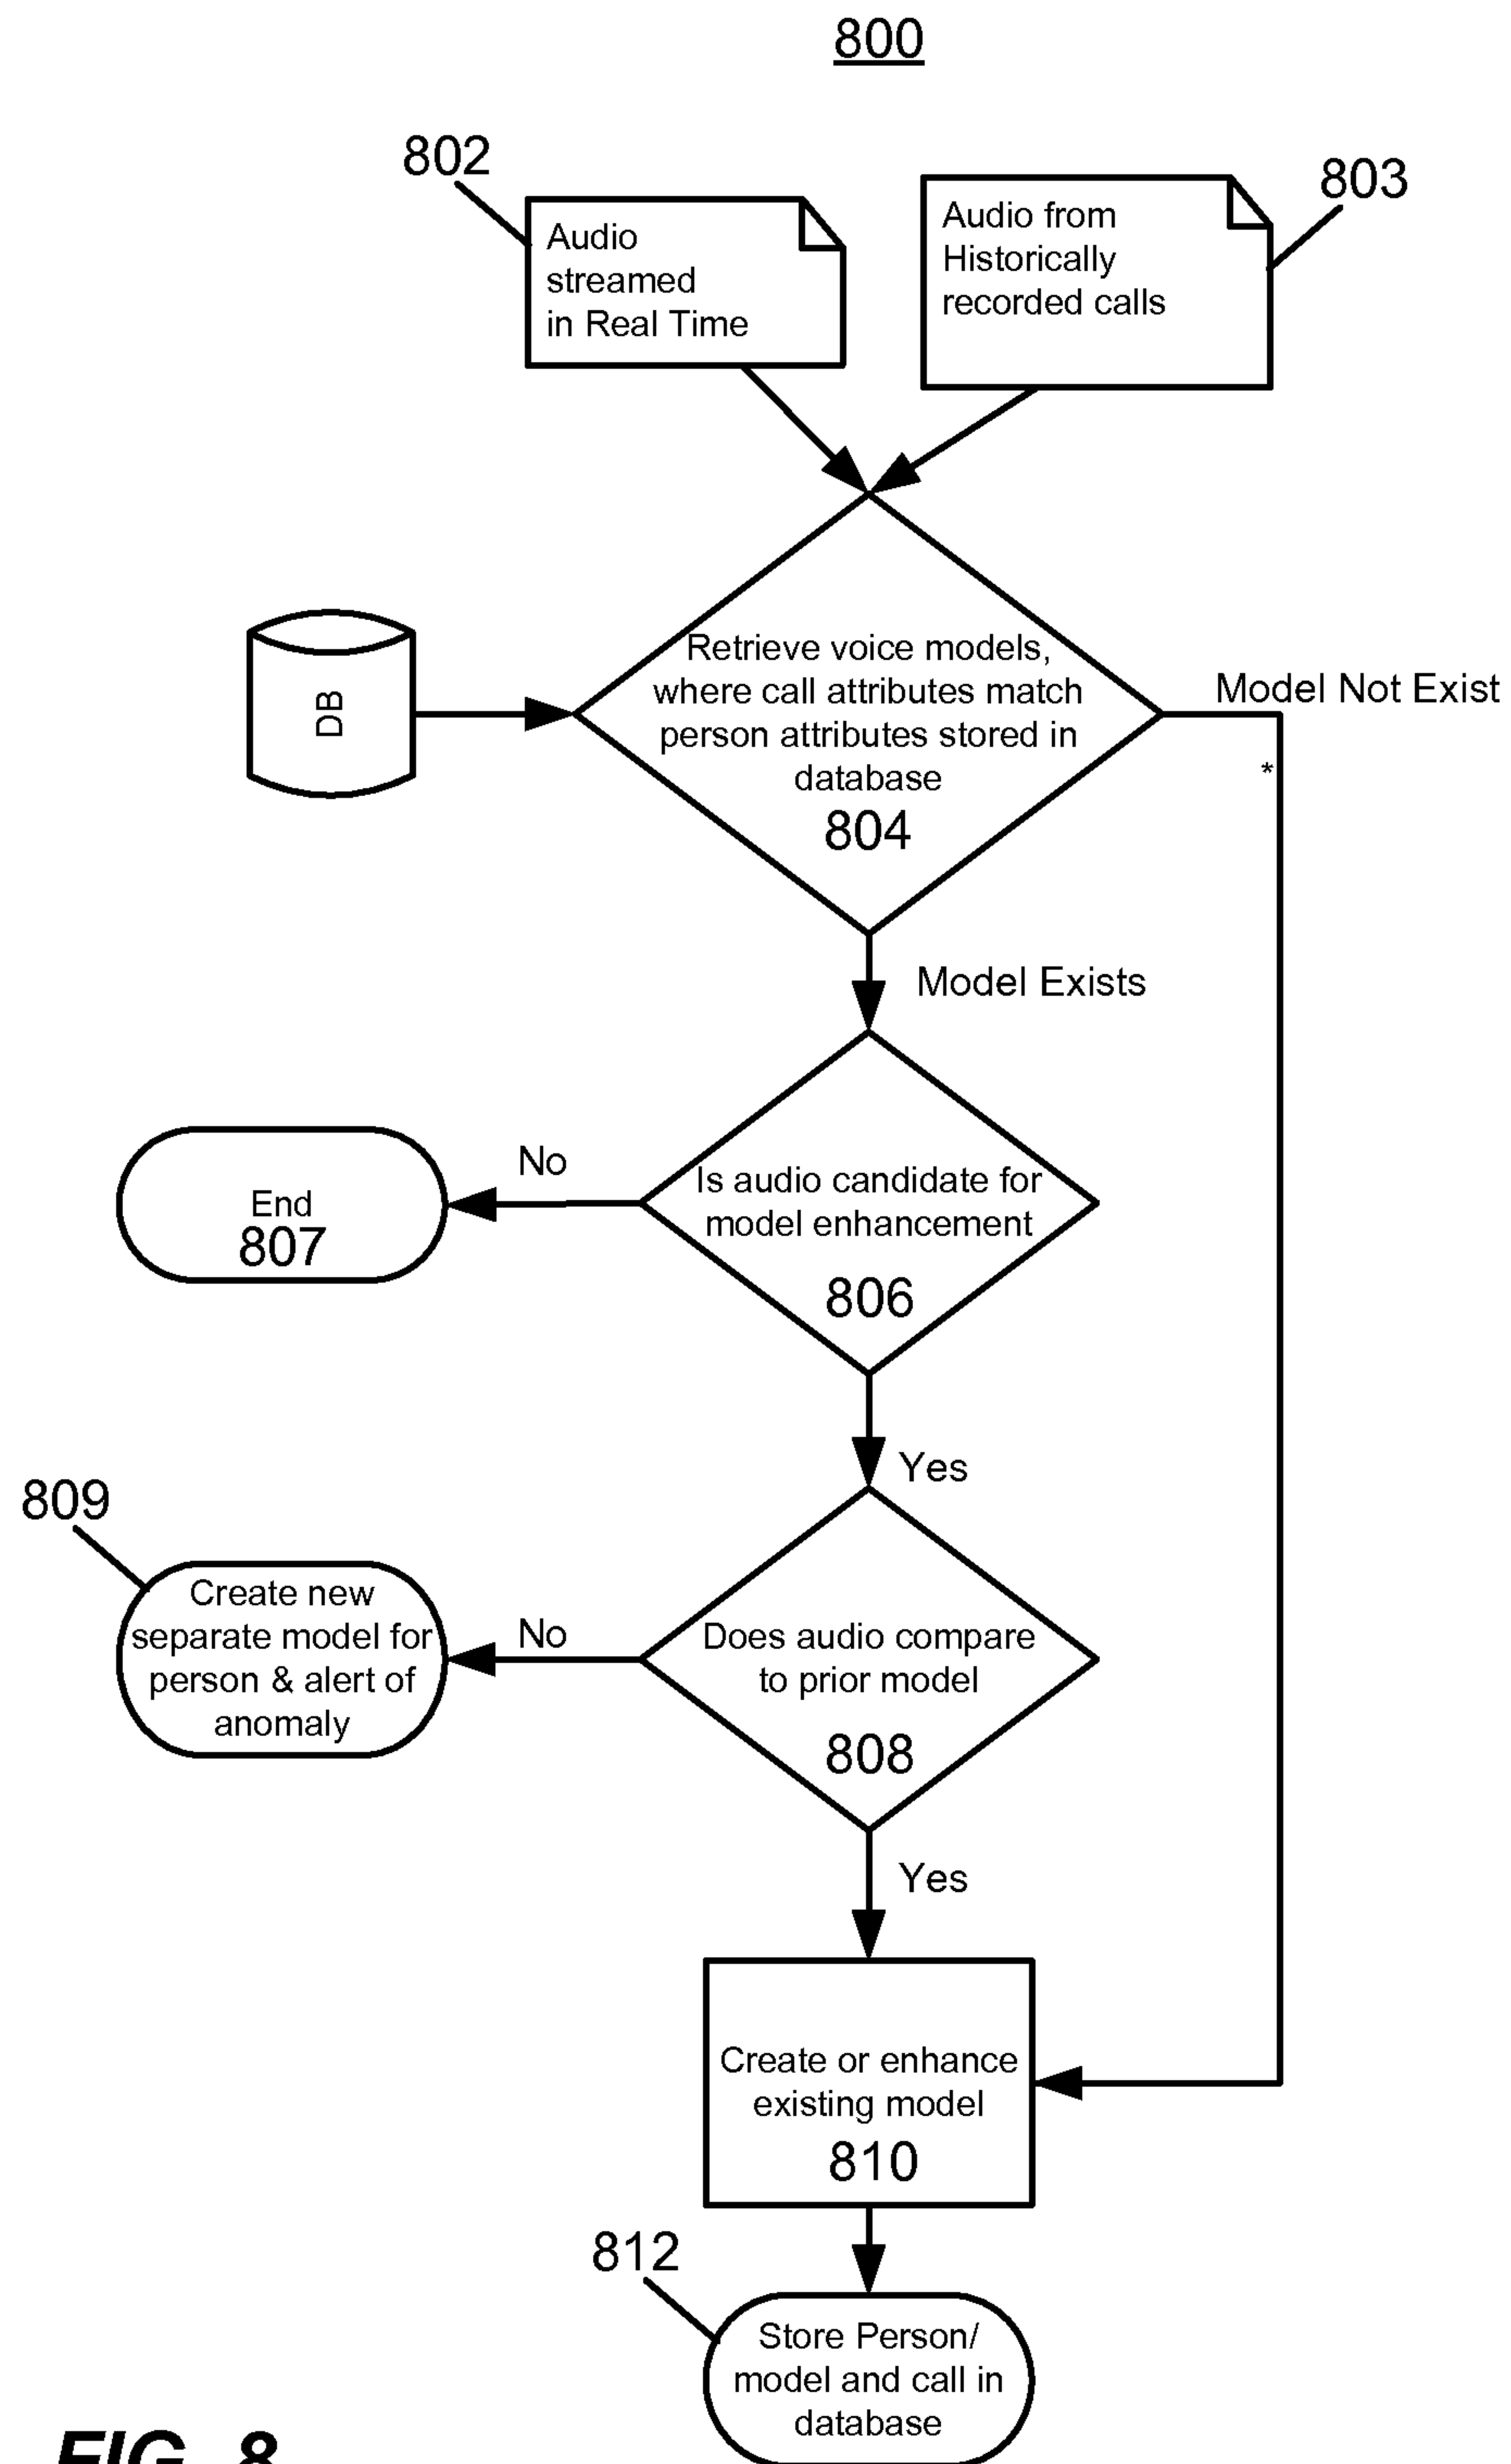 800
802
803
Audio
streamed
in Real Time
Audio from
Historically
recorded calls
DB
Retrieve voice models,
where call attributes match
person attributes stored in
database
804
Model Not Exist
*
Model Exists
Is audio candidate for
model enhancement
806
No
End
807
Yes
809
Create new
separate model for
person & alert of
anomaly
No
Does audio compare
to prior model
808
Yes
Create or enhance
existing model
810
812
Store Person/
model and call in
database
FIG. 8